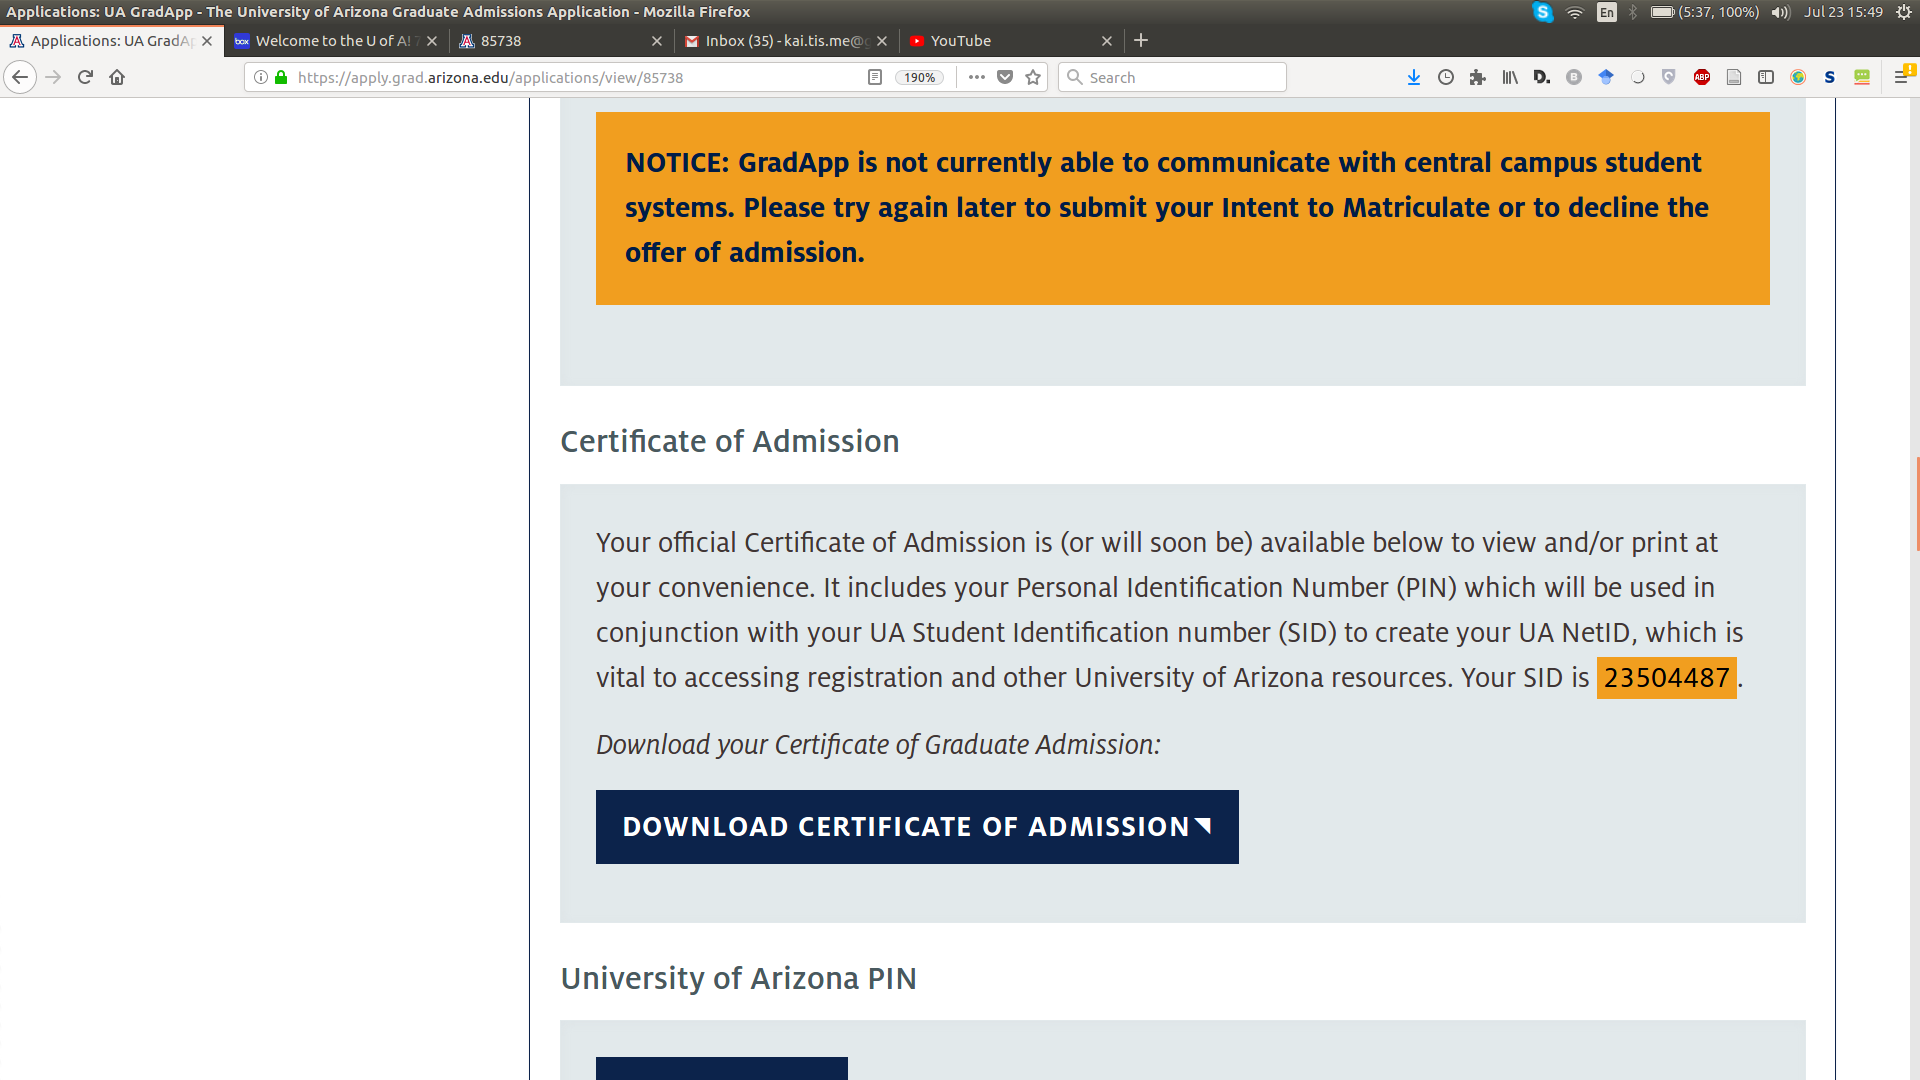 Applications: UA GradApp - The University of Arizona Graduate Admissions Application - Mozilla Firefox
En
(5:37, 100%)
Jul 23 15:49
Applications: UA GradAp
box
Welcome to the U of A!
85738
Inbox (35) - kai.tis.me@
YouTube
https://apply.grad.arizona.edu/applications/view/85738
190%
Search
D.
B
ABP
S
NOTICE: GradApp is not currently able to communicate with central campus student
systems. Please try again later to submit your Intent to Matriculate or to decline the
offer of admission.
Certificate of Admission
Your official Certificate of Admission is (or will soon be) available below to view and/or print at
your convenience. It includes your Personal Identification Number (PIN) which will be used in
conjunction with your UA Student Identification number (SID) to create your UA NetID, which is
vital to accessing registration and other University of Arizona resources. Your SID is 23504487.
Download your Certificate of Graduate Admission:
DOWNLOAD CERTIFICATE OF ADMISSION
University of Arizona PIN